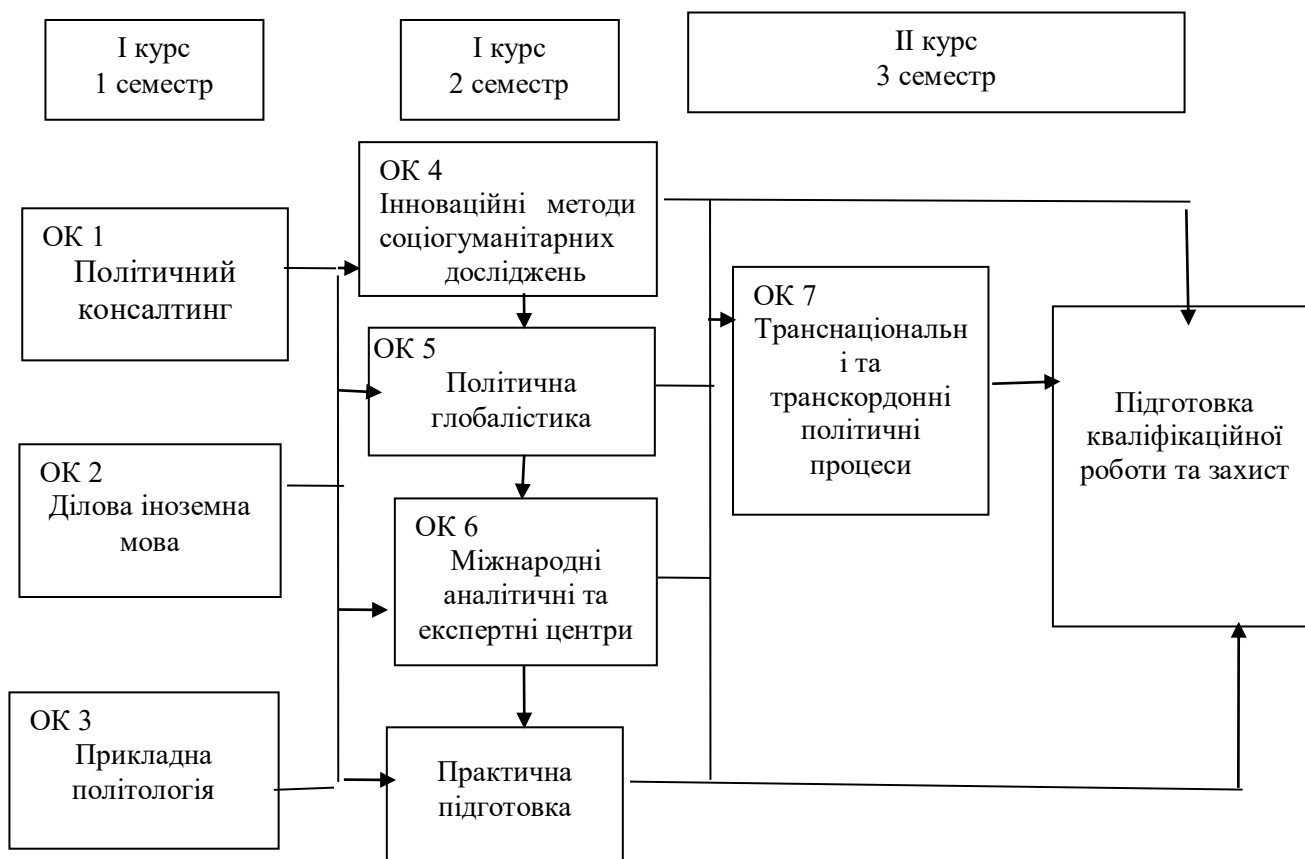 І курс
1 семестр
І курс
2 семестр
ІІ курс
3 семестр
ОК 1
Політичний
консалтинг
ОК 2
Ділова іноземна
мова
ОК 3
Прикладна
політологія
ОК 4
Інноваційні методи
соціогуманітарних
досліджень
ОК 5
Політична
глобалістика
ОК 6
Міжнародні
аналітичні та
експертні центри
Практична
підготовка
ОК 7
Транснаціональн
і та
транскордонні
політичні
процеси
Підготовка
кваліфікаційної
роботи та захист